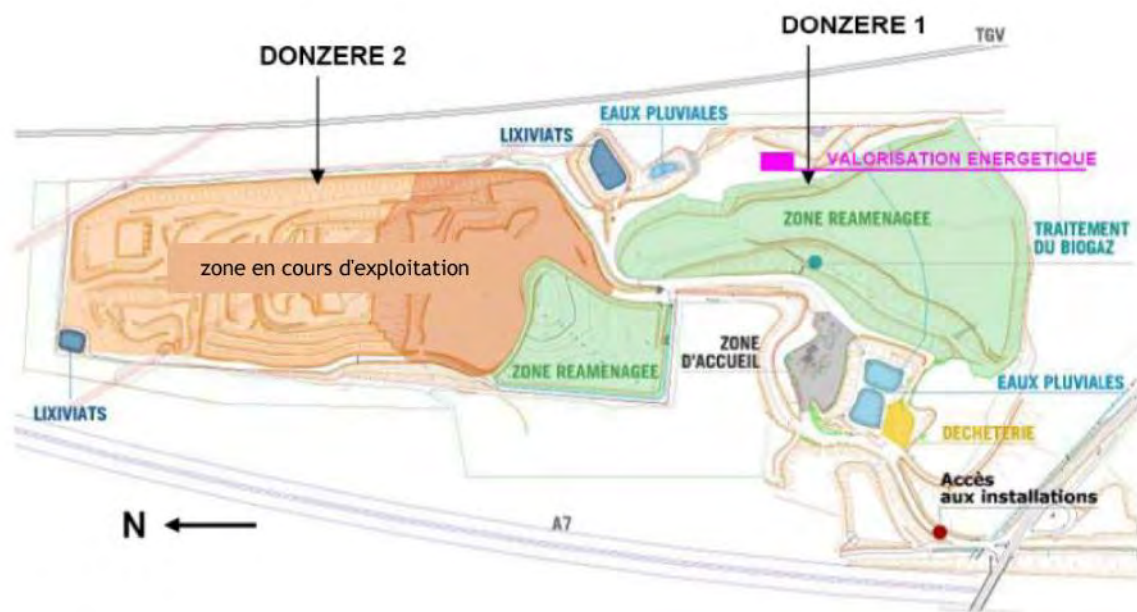 DONZERE 1
TGV
DONZERE 2
EAUX PLUVIALES
LIXIVIATS
VALORISATION ENERGETIQUE
ZONE REAMENAGEE
TRAITEMENT
DU BIOGAZ
zone en cours d'exploitation
ZONE
D'ACCUEIL
ZONE REAMENAGEE
EAUX PLUVIALES
LIXIVIATS
DECHETERIE
Accès
aux installations
N
A7